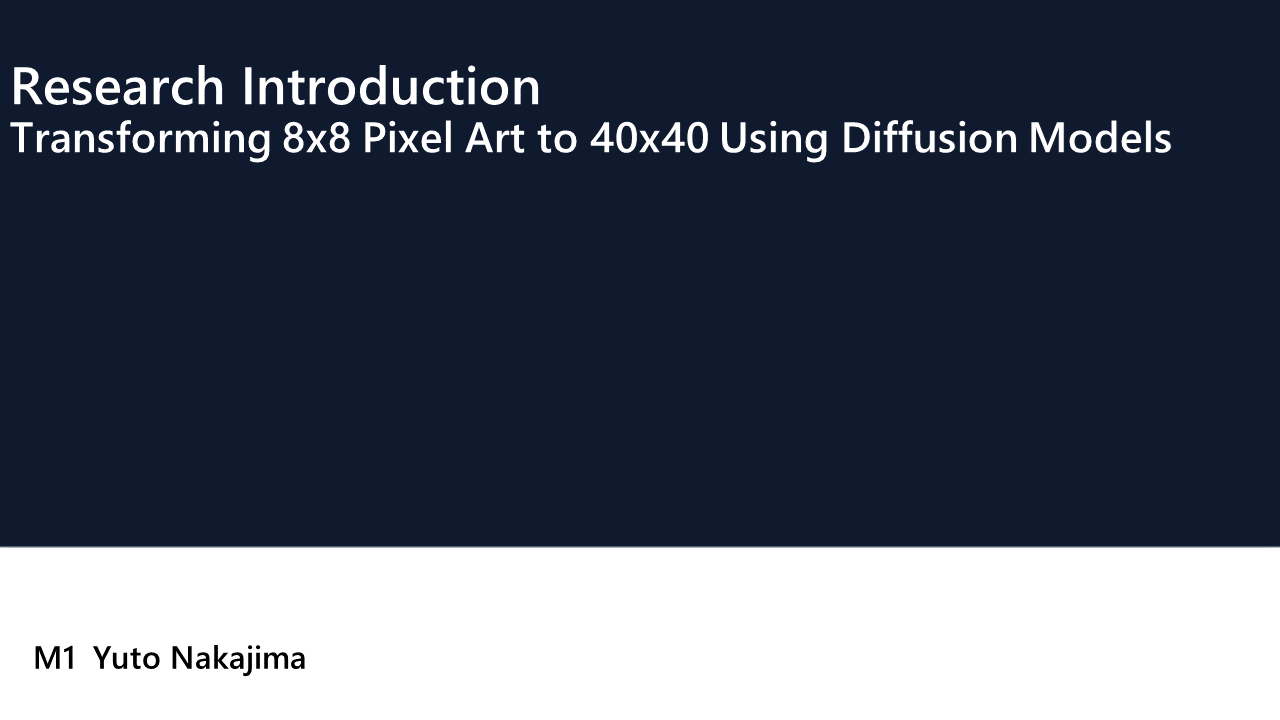 Research Introduction
Transforming 8x8 Pixel Art to 40x40 Using Diffusion Models
M1 Yuto Nakajima